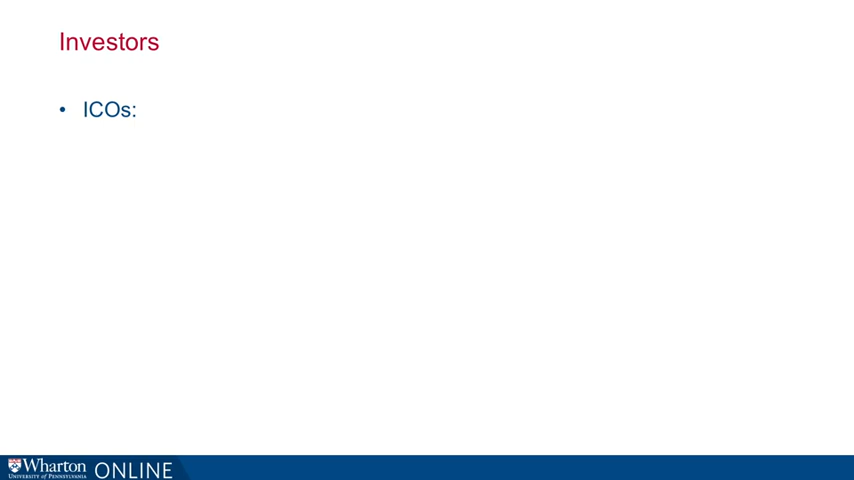 Investors
• ICOs:
Wharton
UNIVERSITY of PENNSYLVANIA
ONLINE